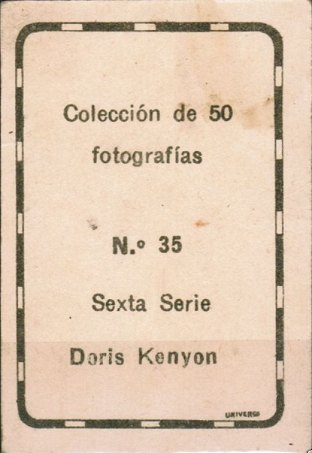 Colección de 50
fotografías
N.º 35
Sexta Serie
Doris Kenyon
UNIVERSO